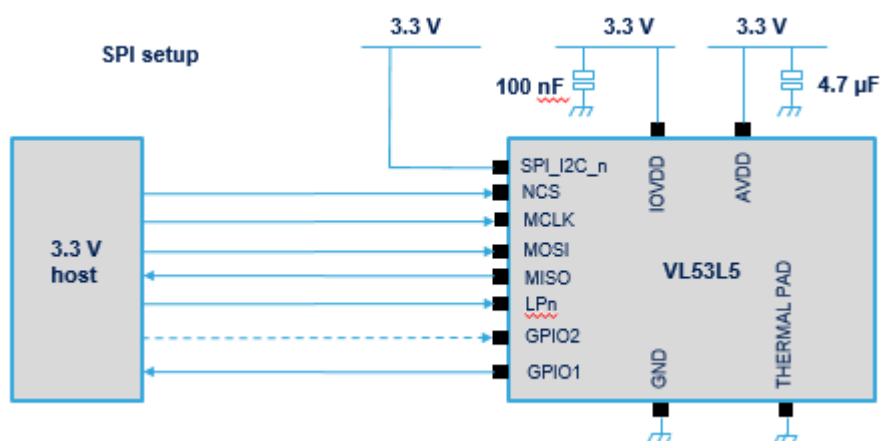 SPI setup
3.3 V
3.3 V
3.3 V
100 nF
4.7 µF
3.3 V
host
SPI_I2C_n
NCS
MCLK
MOSI
MISO
LPn
GPIO2
GPIO1
IOVDD
AVDD
VL53L5
GND
THERMAL PAD